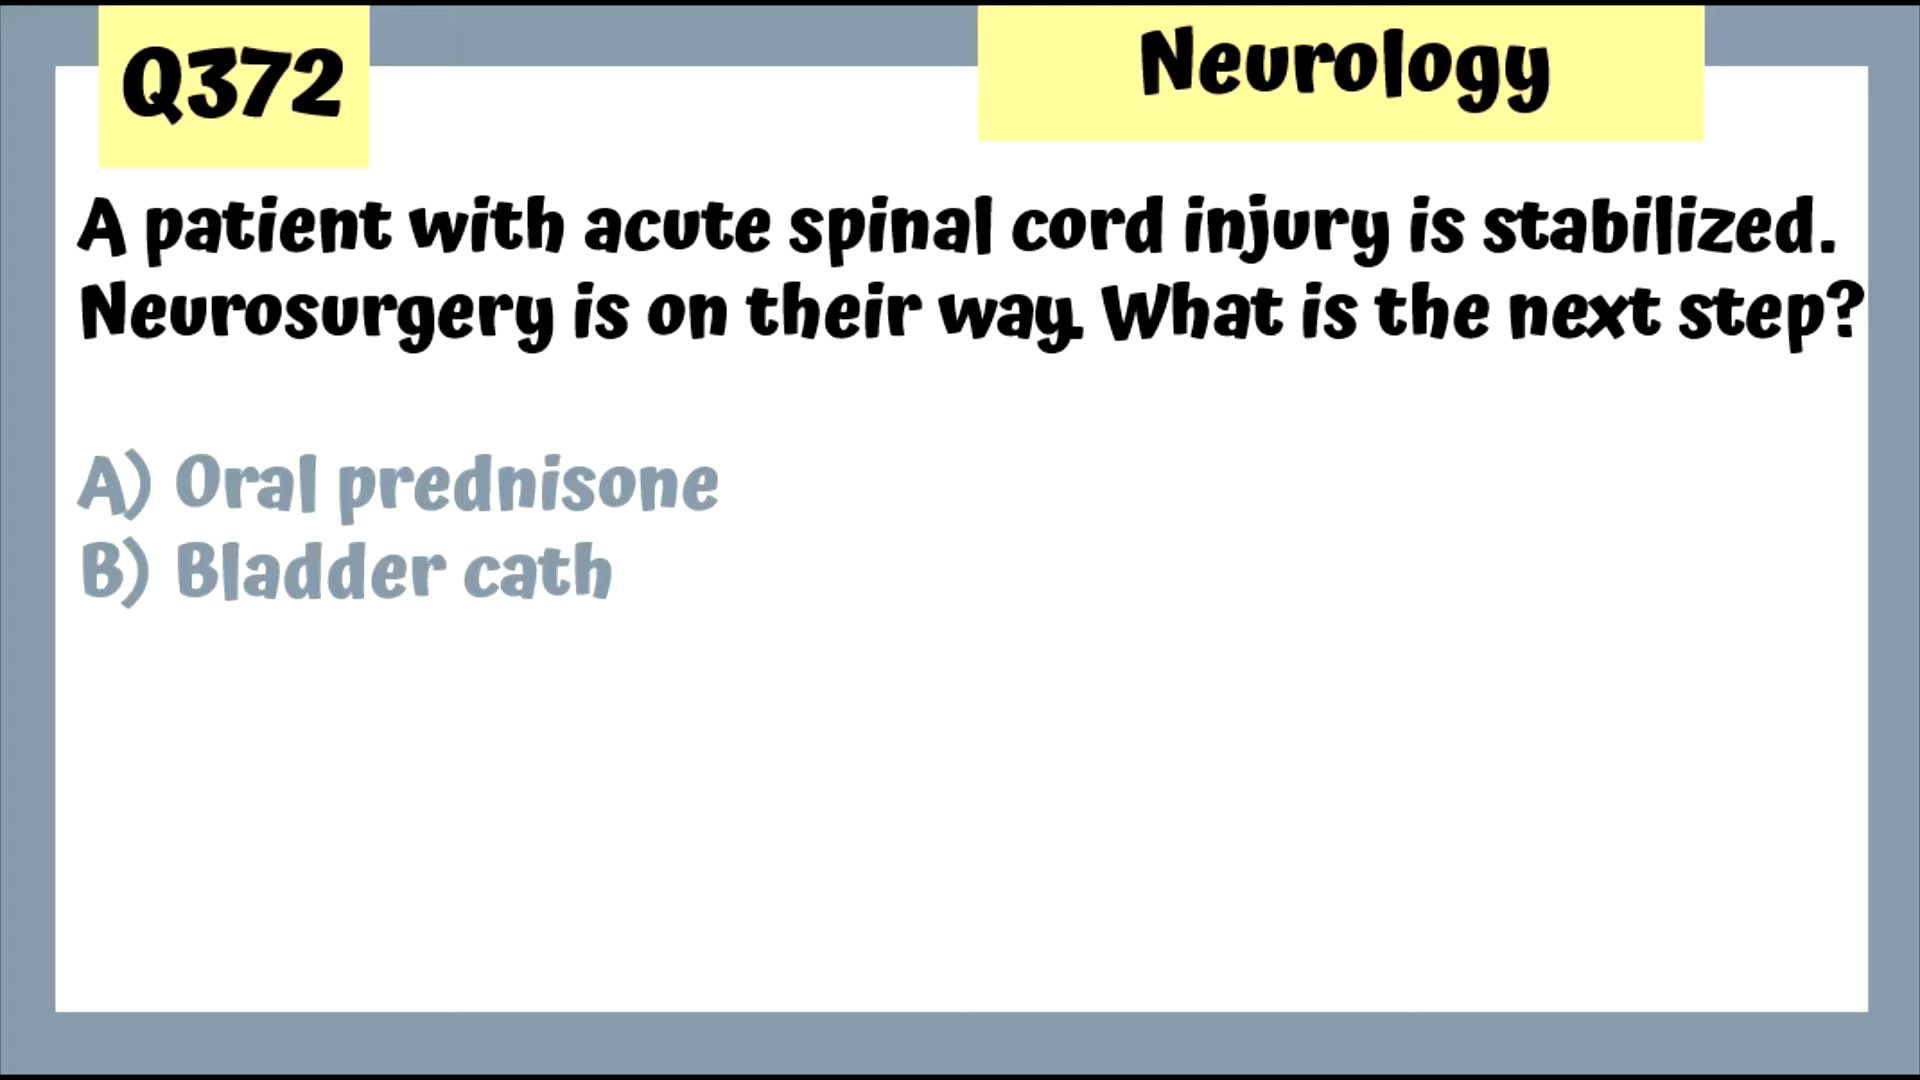 Q372
Neurology
A patient with acute spinal cord injury is stabilized.
Neurosurgery is on their way. What is the next step?
A) Oral prednisone
B) Bladder cath